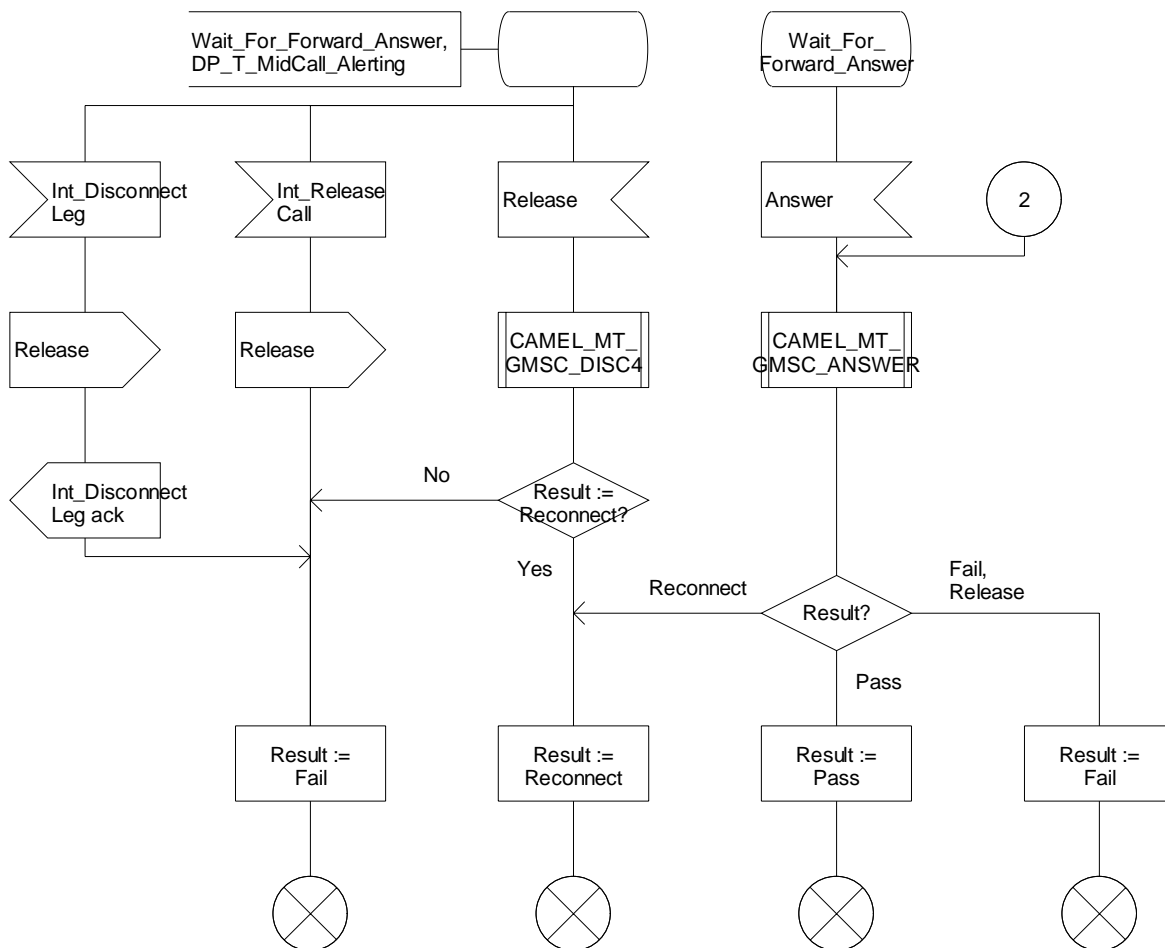 Wait_For_Forward_Answer,
DP_T_MidCall_Alerting
Wait_For_
Forward_Answer
Int_Disconnect
Leg
Int_Release
Call
Release
Answer
2
Release
Release
CAMEL_MT_
GMSC_DISC4
CAMEL_MT_
GMSC_ANSWER
Int_Disconnect
Leg ack
No
Result :=
Reconnect?
Yes
Reconnect
Result?
Fail,
Release
Pass
Result :=
Fail
Result :=
Reconnect
Result :=
Pass
Result :=
Fail